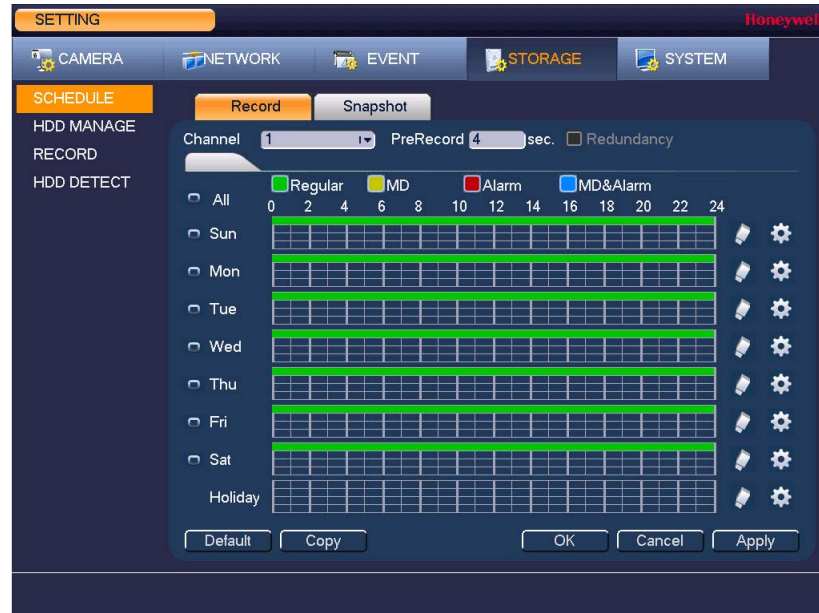 SETTING
Honeywell
CAMERA NETWORK EVENT STORAGE SYSTEM
SCHEDULE
HDD MANAGE
RECORD
HDD DETECT
Record Snapshot
Channel 1 PreRecord 4 sec. Redundancy
Regular MD Alarm MD&Alarm
All 0 2 4 6 8 10 12 14 16 18 20 22 24
Sun
Mon
Tue
Wed
Thu
Fri
Sat
Holiday
Default Copy OK Cancel Apply